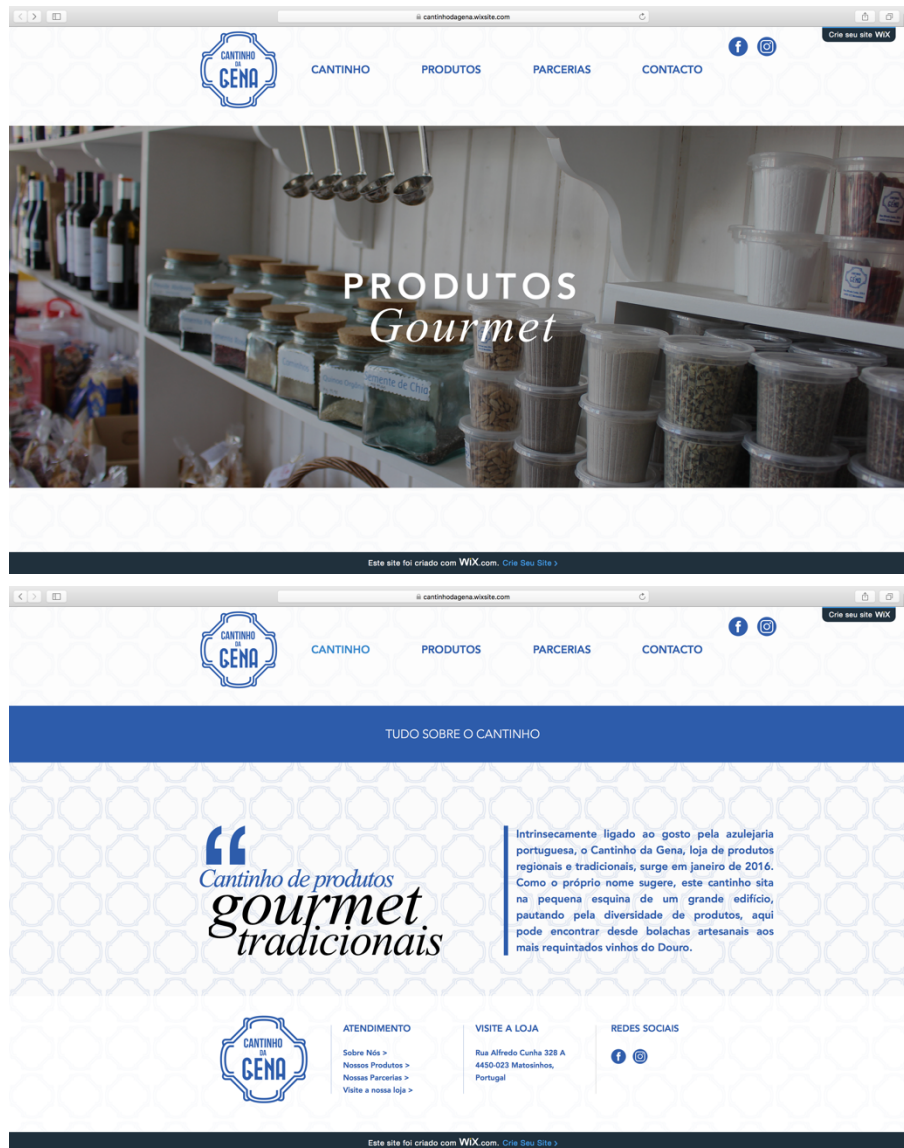 cantinhodagena.wixsite.com
Crie seu site WiX
CANTINHO
DA
GENA
CANTINHO PRODUTOS PARCERIAS CONTACTO
PRODUTOS
Gourmet
Semente de Chia
Este site foi criado com WiX.com. Crie Seu Site >
cantinhodagena.wixsite.com
Crie seu site WiX
CANTINHO
DA
GENA
CANTINHO PRODUTOS PARCERIAS CONTACTO
TUDO SOBRE O CANTINHO
Cantinho de produtos
gourmet
tradicionais
Intrinsecamente ligado ao gosto pela azulejaria
portuguesa, o Cantinho da Gena, loja de produtos
regionais e tradicionais, surge em janeiro de 2016.
Como o próprio nome sugere, este cantinho sita
na pequena esquina de um grande edifício,
pautando pela diversidade de produtos, aqui
pode encontrar desde bolachas artesanais aos
mais requintados vinhos do Douro.
CANTINHO
DA
GENA
ATENDIMENTO
Sobre Nós >
Nossos Produtos >
Nossas Parcerias >
Visite a nossa loja >
VISITE A LOJA
Rua Alfredo Cunha 328 A
4450-023 Matosinhos,
Portugal
REDES SOCIAIS
Este site foi criado com WiX.com. Crie Seu Site >